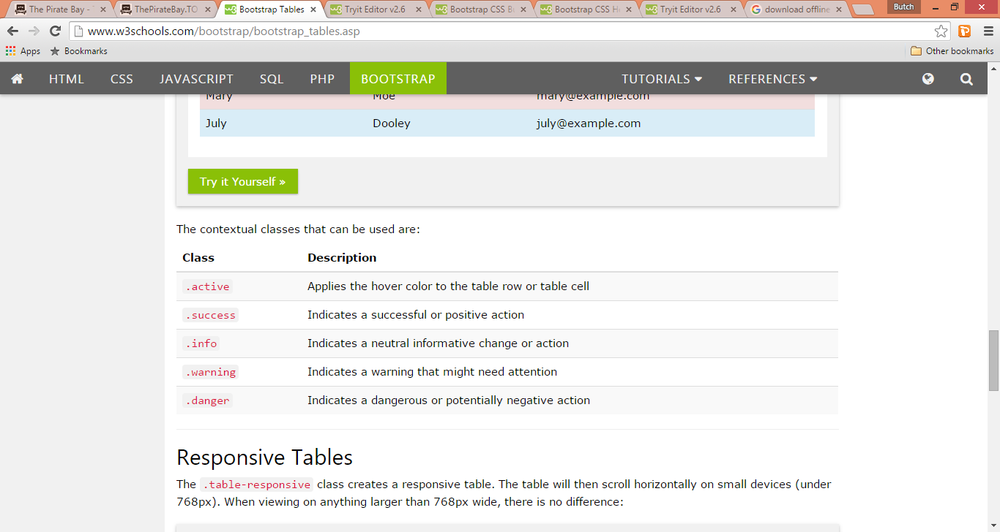 The Pirate Bay - T
ThePirateBay.TO
Bootstrap Tables
Tryit Editor v2.6
Bootstrap CSS B
Bootstrap CSS H
Tryit Editor v2.6
download offline
Butch
www.w3schools.com/bootstrap/bootstrap_tables.asp
Apps Bookmarks Other bookmarks
HTML CSS JAVASCRIPT SQL PHP BOOTSTRAP TUTORIALS REFERENCES
Mary Moe mary@example.com
July Dooley july@example.com
Try it Yourself »
The contextual classes that can be used are:
Class Description
.active Applies the hover color to the table row or table cell
.success Indicates a successful or positive action
.info Indicates a neutral informative change or action
.warning Indicates a warning that might need attention
.danger Indicates a dangerous or potentially negative action
Responsive Tables
The .table-responsive class creates a responsive table. The table will then scroll horizontally on small devices (under
768px). When viewing on anything larger than 768px wide, there is no difference: